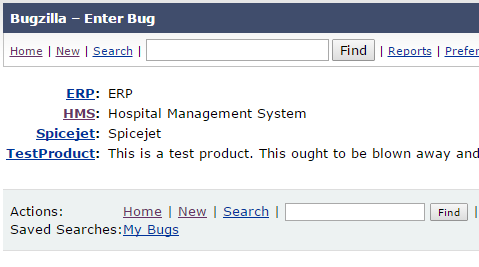 Bugzilla – Enter Bug
Home | New | Search | Find | Reports | Prefer
ERP: ERP
HMS: Hospital Management System
Spicejet: Spicejet
TestProduct: This is a test product. This ought to be blown away and
Actions: Home | New | Search | Find |
Saved Searches: My Bugs